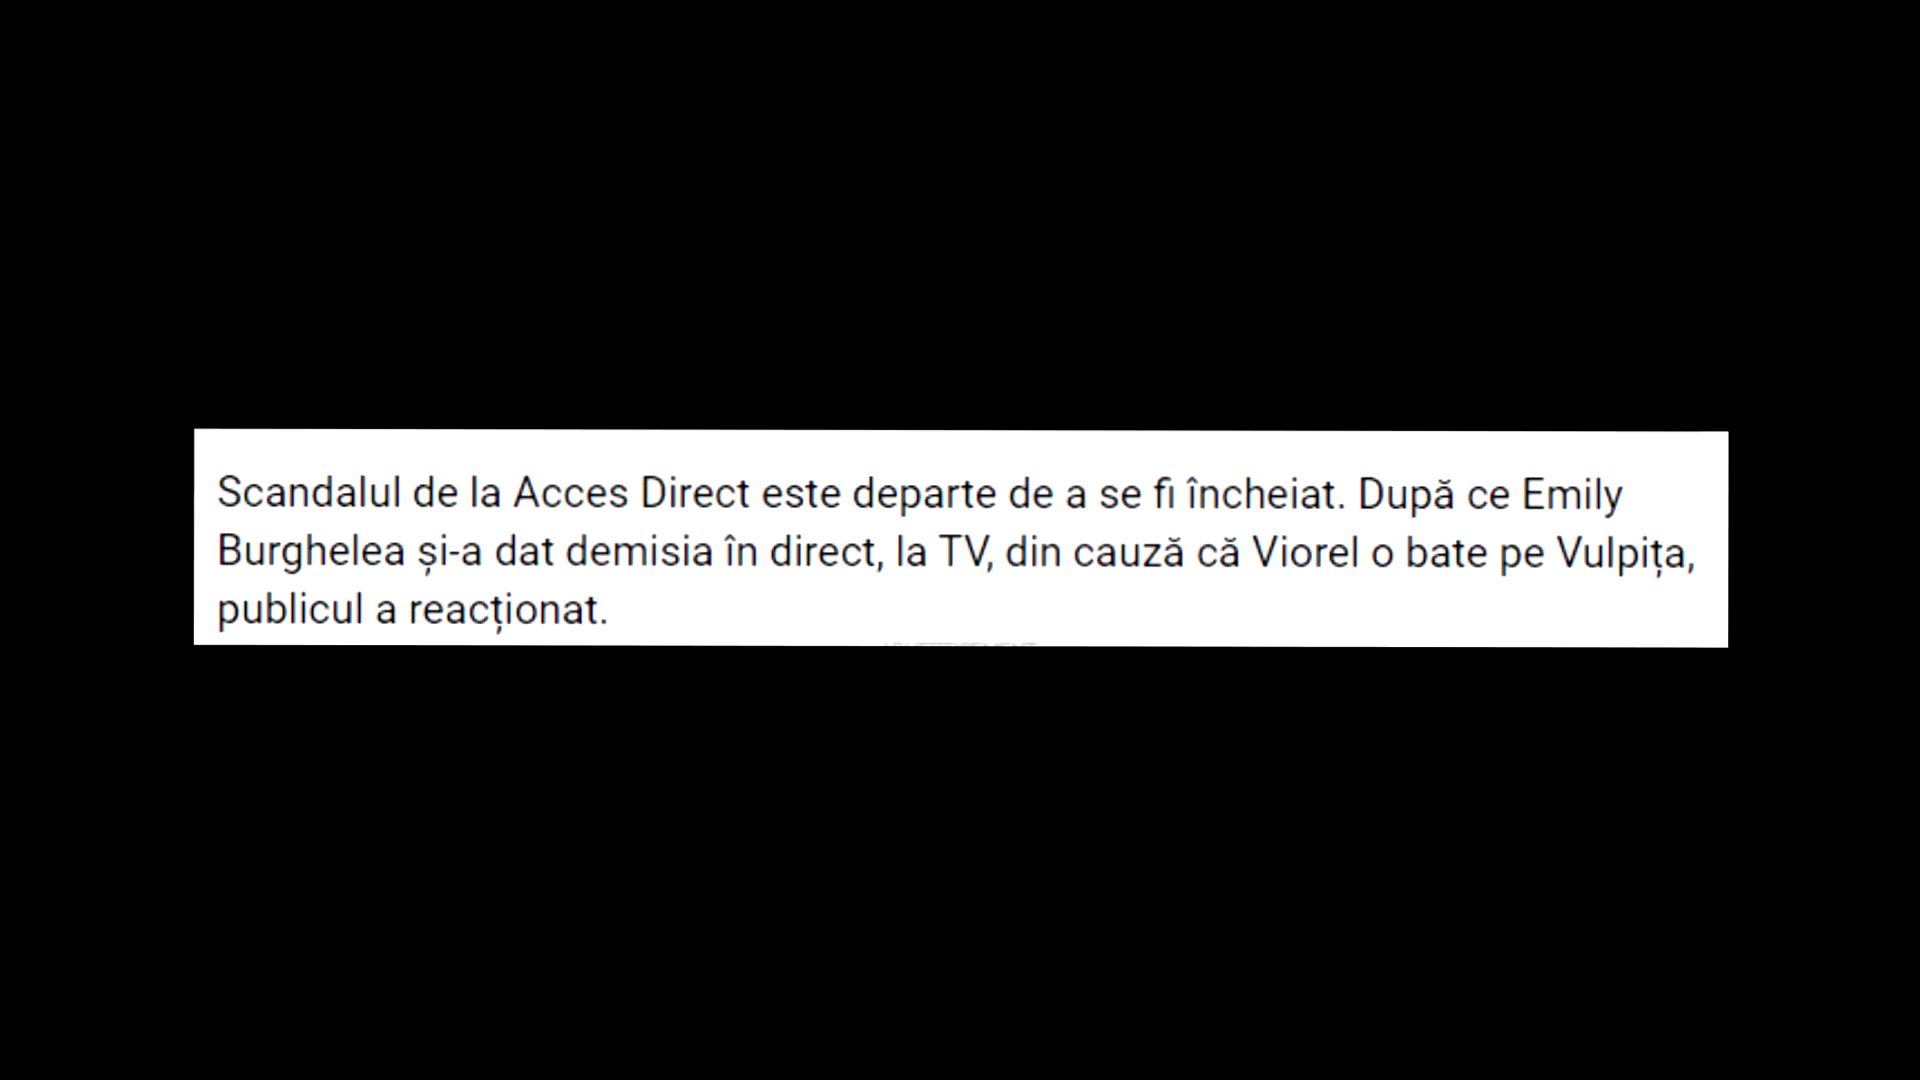 Scandalul de la Acces Direct este departe de a se fi încheiat. După ce Emily
Burghelea și-a dat demisia în direct, la TV, din cauză că Viorel o bate pe Vulpița,
publicul a reacționat.